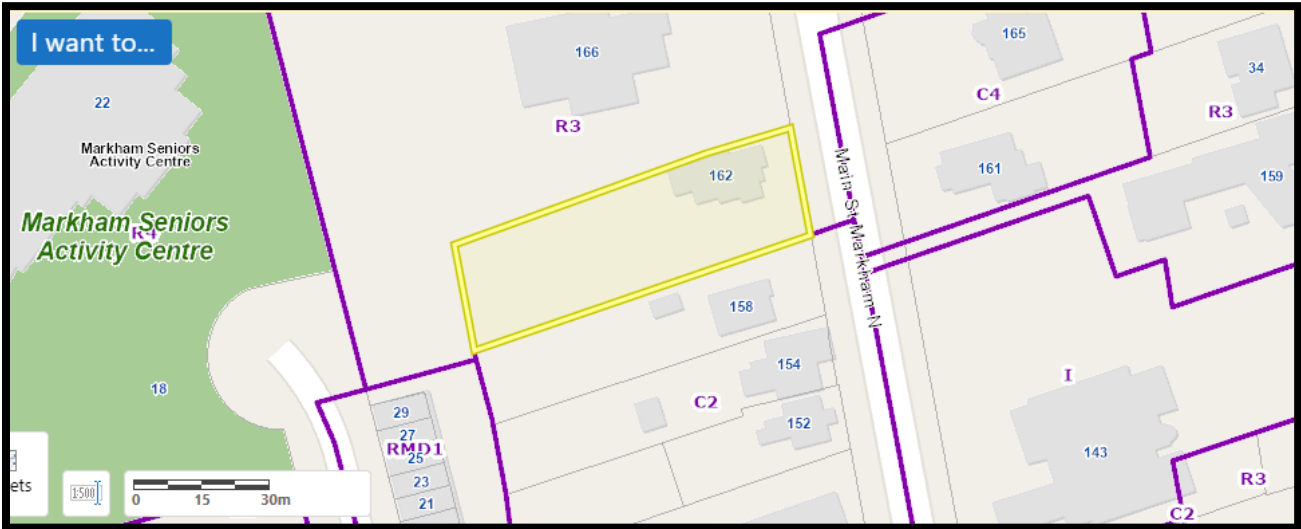 I want to...
165
166
34
22
C4
R3
R3
Markham Seniors
Activity Centre
161
162
159
Main St Markham N
Markham Seniors
R4
Activity Centre
158
154
I
18
C2
29
152
27
RMD1
143
25
ets
23
R3
1:500
0 15 30m
21
C2